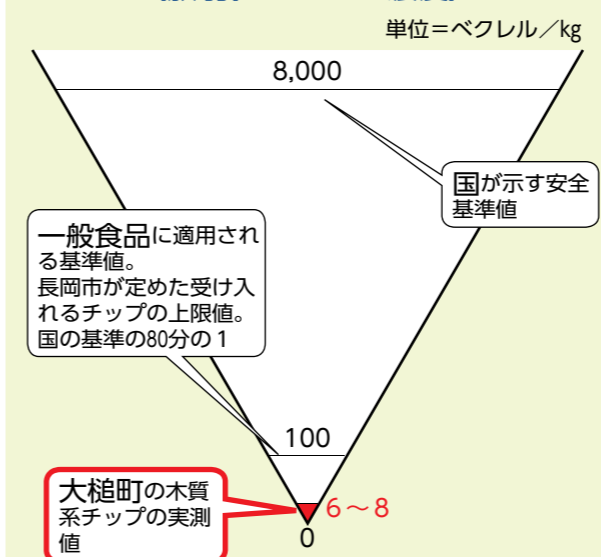 単位＝ベクレル／kg
8,000
国が示す安全
基準値
一般食品に適用され
る基準値。
長岡市が定めた受け入
れるチップの上限値。
国の基準の80分の１
100
大槌町の木質
系チップの実測
値
6～8
0